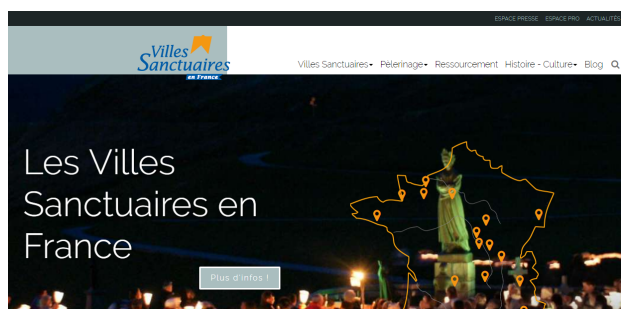 ESPACE PRESSE ESPACE PRO ACTUALITÉS
Villes
Sanctuaires
en France
Villes Sanctuaires Pèlerinage Ressourcement Histoire - Culture Blog
Les Villes
Sanctuaires en
France
Plus d'infos !